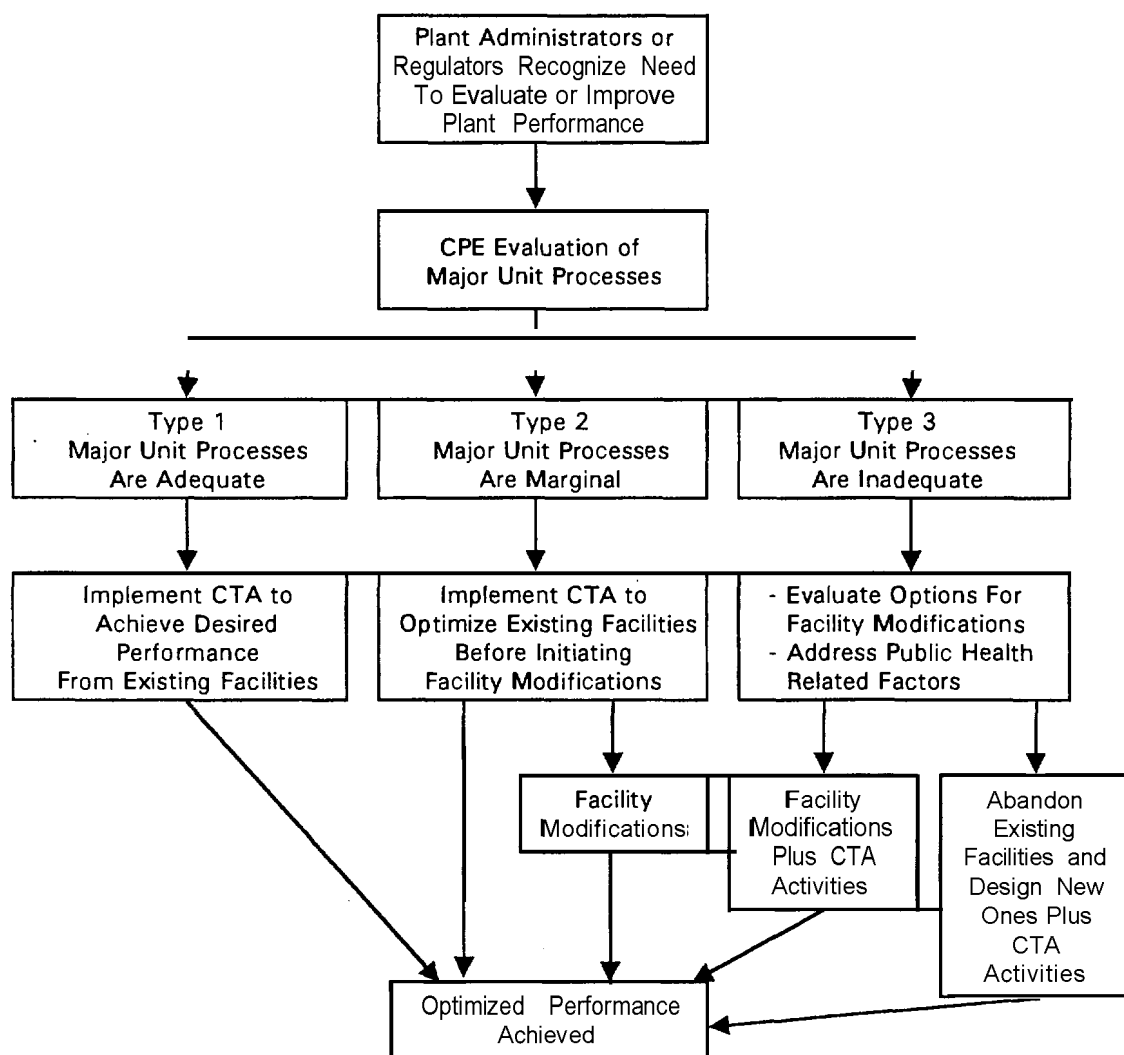 Plant Administrators or
Regulators Recognize Need
To Evaluate or Improve
Plant Performance
CPE Evaluation of
Major Unit Processes
Type 1
Major Unit Processes
Are Adequate
Type 2
Major Unit Processes
Are Marginal
Type 3
Major Unit Processes
Are Inadequate
Implement CTA to
Achieve Desired
Performance
From Existing Facilities
Implement CTA to
Optimize Existing Facilities
Before Initiating
Facility Modifications
- Evaluate Options For
Facility Modifications
- Address Public Health
Related Factors
Facility
Modifications
Facility
Modifications
Plus CTA
Activities
Abandon
Existing
Facilities and
Design New
Ones Plus
CTA
Activities
Optimized Performance
Achieved